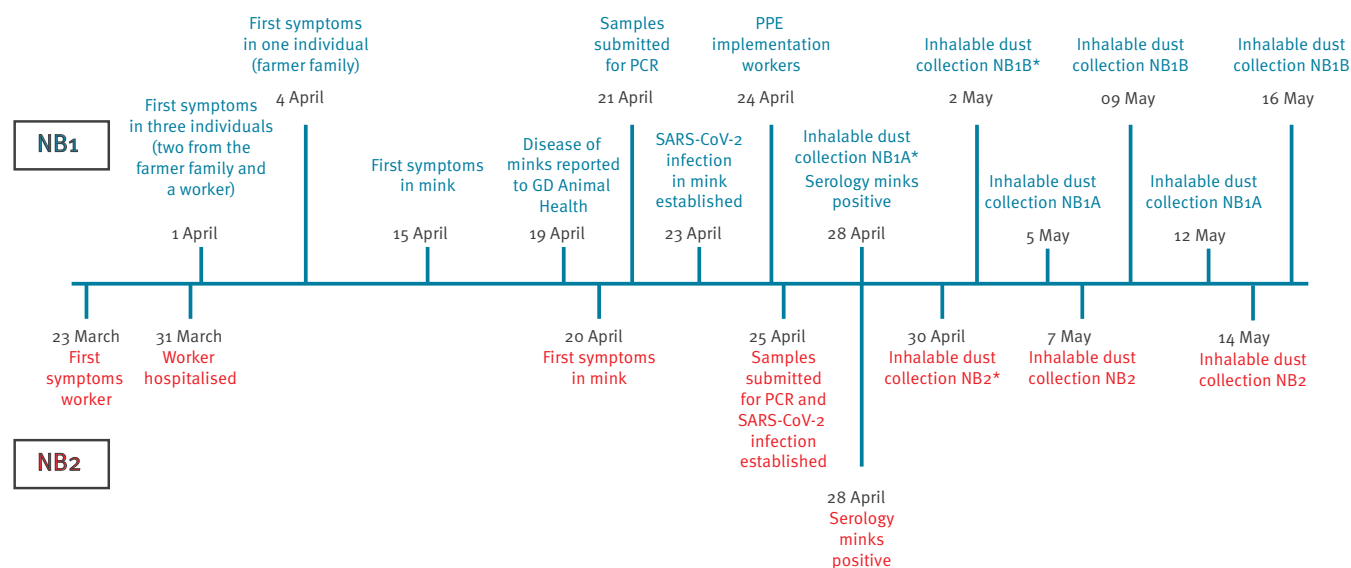 First symptoms
in one individual
(farmer family)
4 April
Samples
submitted
for PCR
21 April
PPE
implementation
workers
24 April
Inhalable dust
collection NB1B*
2 May
Inhalable dust
collection NB1B
09 May
Inhalable dust
collection NB1B
16 May
NB1
First symptoms
in three individuals
(two from the
farmer family and
a worker)
1 April
First symptoms
in mink
15 April
Disease of
minks reported
to GD Animal
Health
19 April
SARS-CoV-2
infection
in mink
established
23 April
Inhalable dust
collection NB1A*
Serology minks
positive
28 April
Inhalable dust
collection NB1A
5 May
Inhalable dust
collection NB1A
12 May
23 March
First
symptoms
worker
31 March
Worker
hospitalised
20 April
First symptoms
in mink
25 April
Samples
submitted
for PCR and
SARS-CoV-2
infection
established
30 April
Inhalable dust
collection NB2*
7 May
Inhalable dust
collection NB2
14 May
Inhalable dust
collection NB2
NB2
28 April
Serology
minks
positive